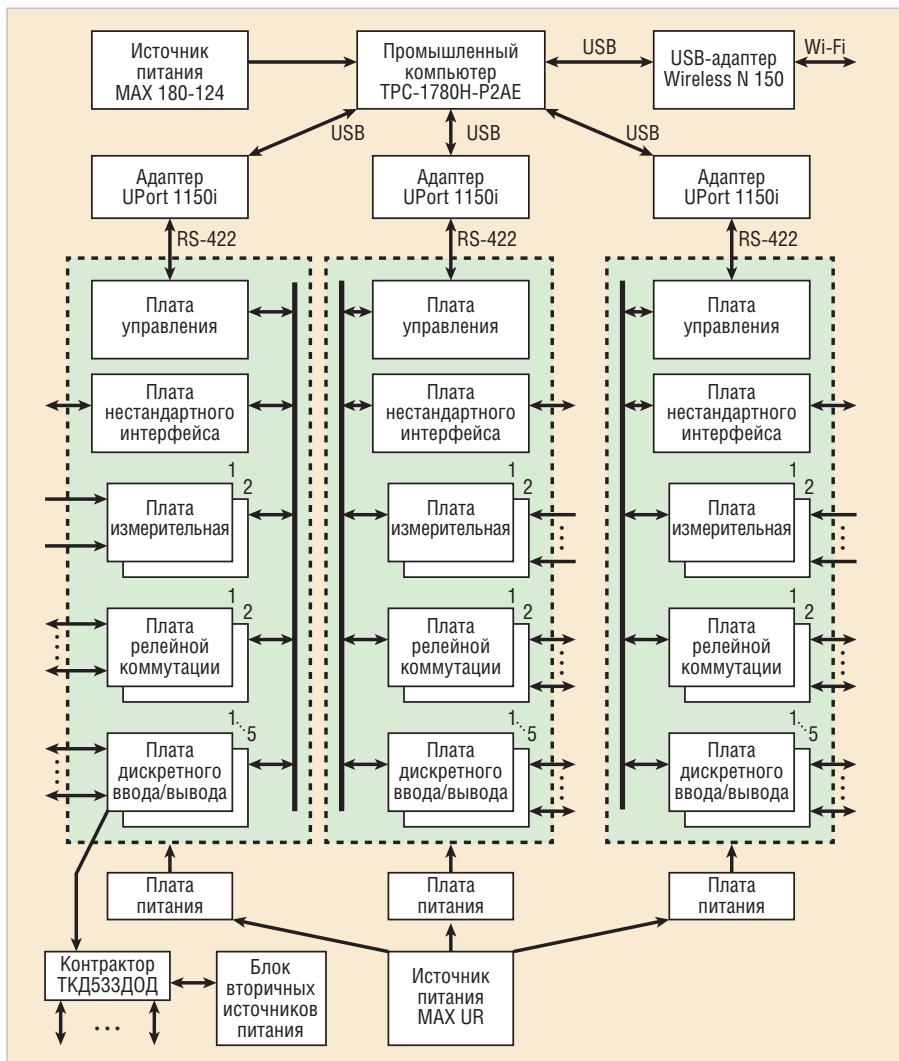 Источник
питания
MAX 180-124
Промышленный
компьютер
TPC-1780H-P2AE
USB
USB-адаптер
Wireless N 150
Wi-Fi
USB
USB
USB
Адаптер
UPort 1150i
Адаптер
UPort 1150i
Адаптер
UPort 1150i
RS-422
RS-422
RS-422
Плата
управления
Плата
управления
Плата
управления
Плата
нестандартного
интерфейса
Плата
нестандартного
интерфейса
Плата
нестандартного
интерфейса
1
2
Плата
измерительная
1
2
Плата
измерительная
1
2
Плата
измерительная
1
2
Плата
релейной
коммутации
1
2
Плата
релейной
коммутации
1
2
Плата
релейной
коммутации
1
5
Плата
дискретного
ввода/вывода
1
5
Плата
дискретного
ввода/вывода
1
5
Плата
дискретного
ввода/вывода
Плата
питания
Плата
питания
Плата
питания
Контрактор
ТКД533ДОД
...
Блок
вторичных
источников
питания
Источник
питания
MAX UR